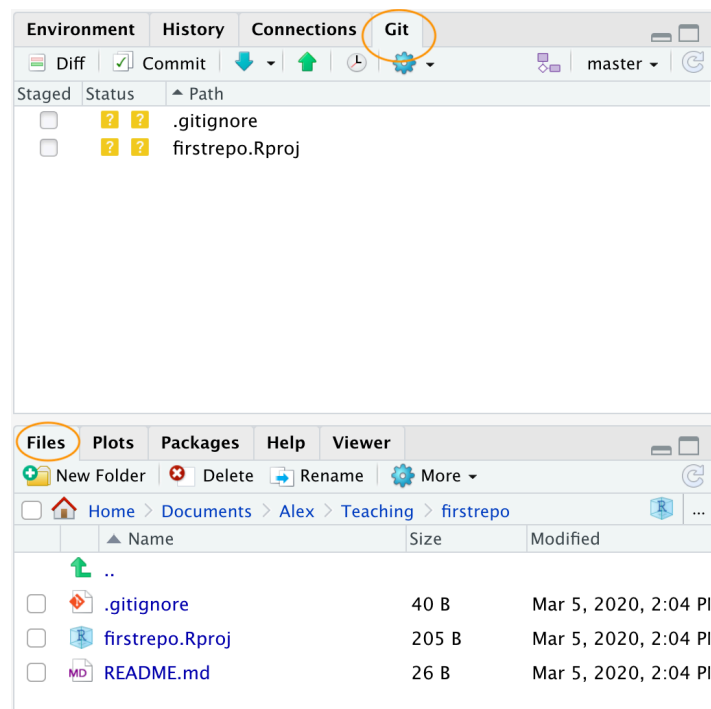 Environment History Connections Git
Diff Commit master
Staged Status Path
? ? .gitignore
? ? firstrepo.Rproj
Files Plots Packages Help Viewer
New Folder Delete Rename More
Home > Documents > Alex > Teaching > firstrepo R ...
Name Size Modified
..
.gitignore 40 B Mar 5, 2020, 2:04 P
R firstrepo.Rproj 205 B Mar 5, 2020, 2:04 P
MD README.md 26 B Mar 5, 2020, 2:04 P